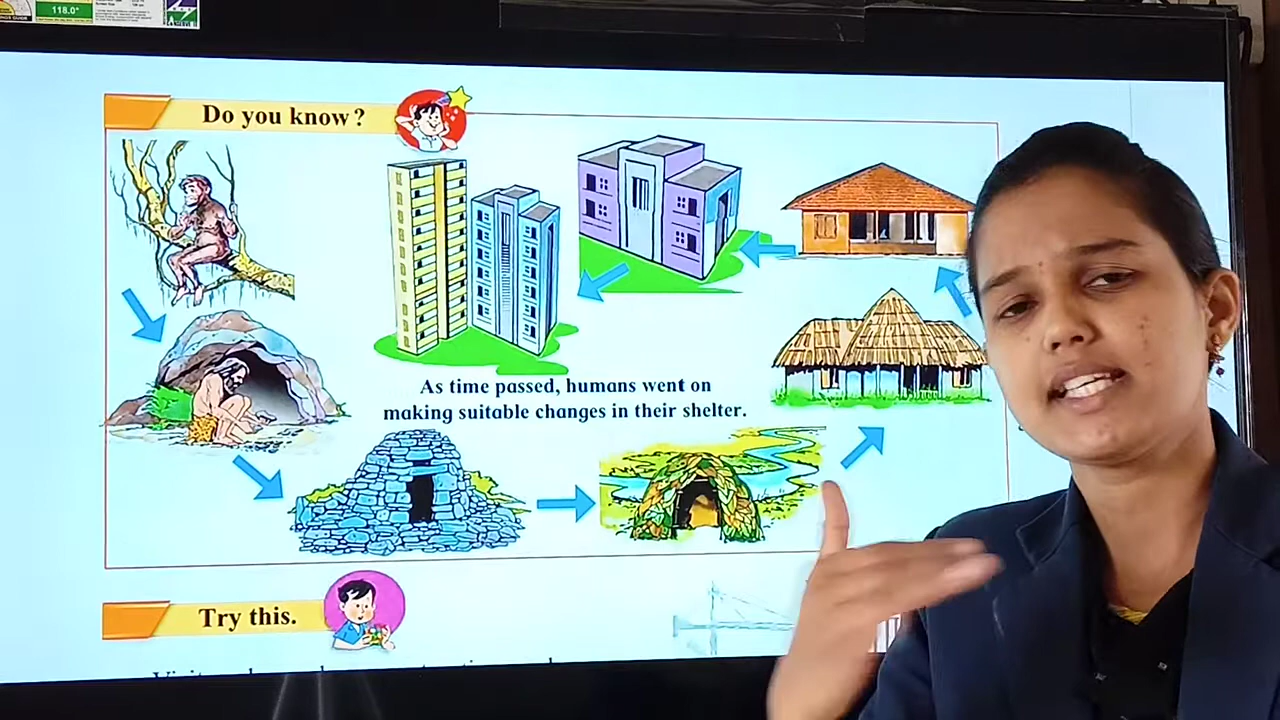 118.0°
Do you know?
As time passed, humans went on
making suitable changes in their shelter.
Try this.